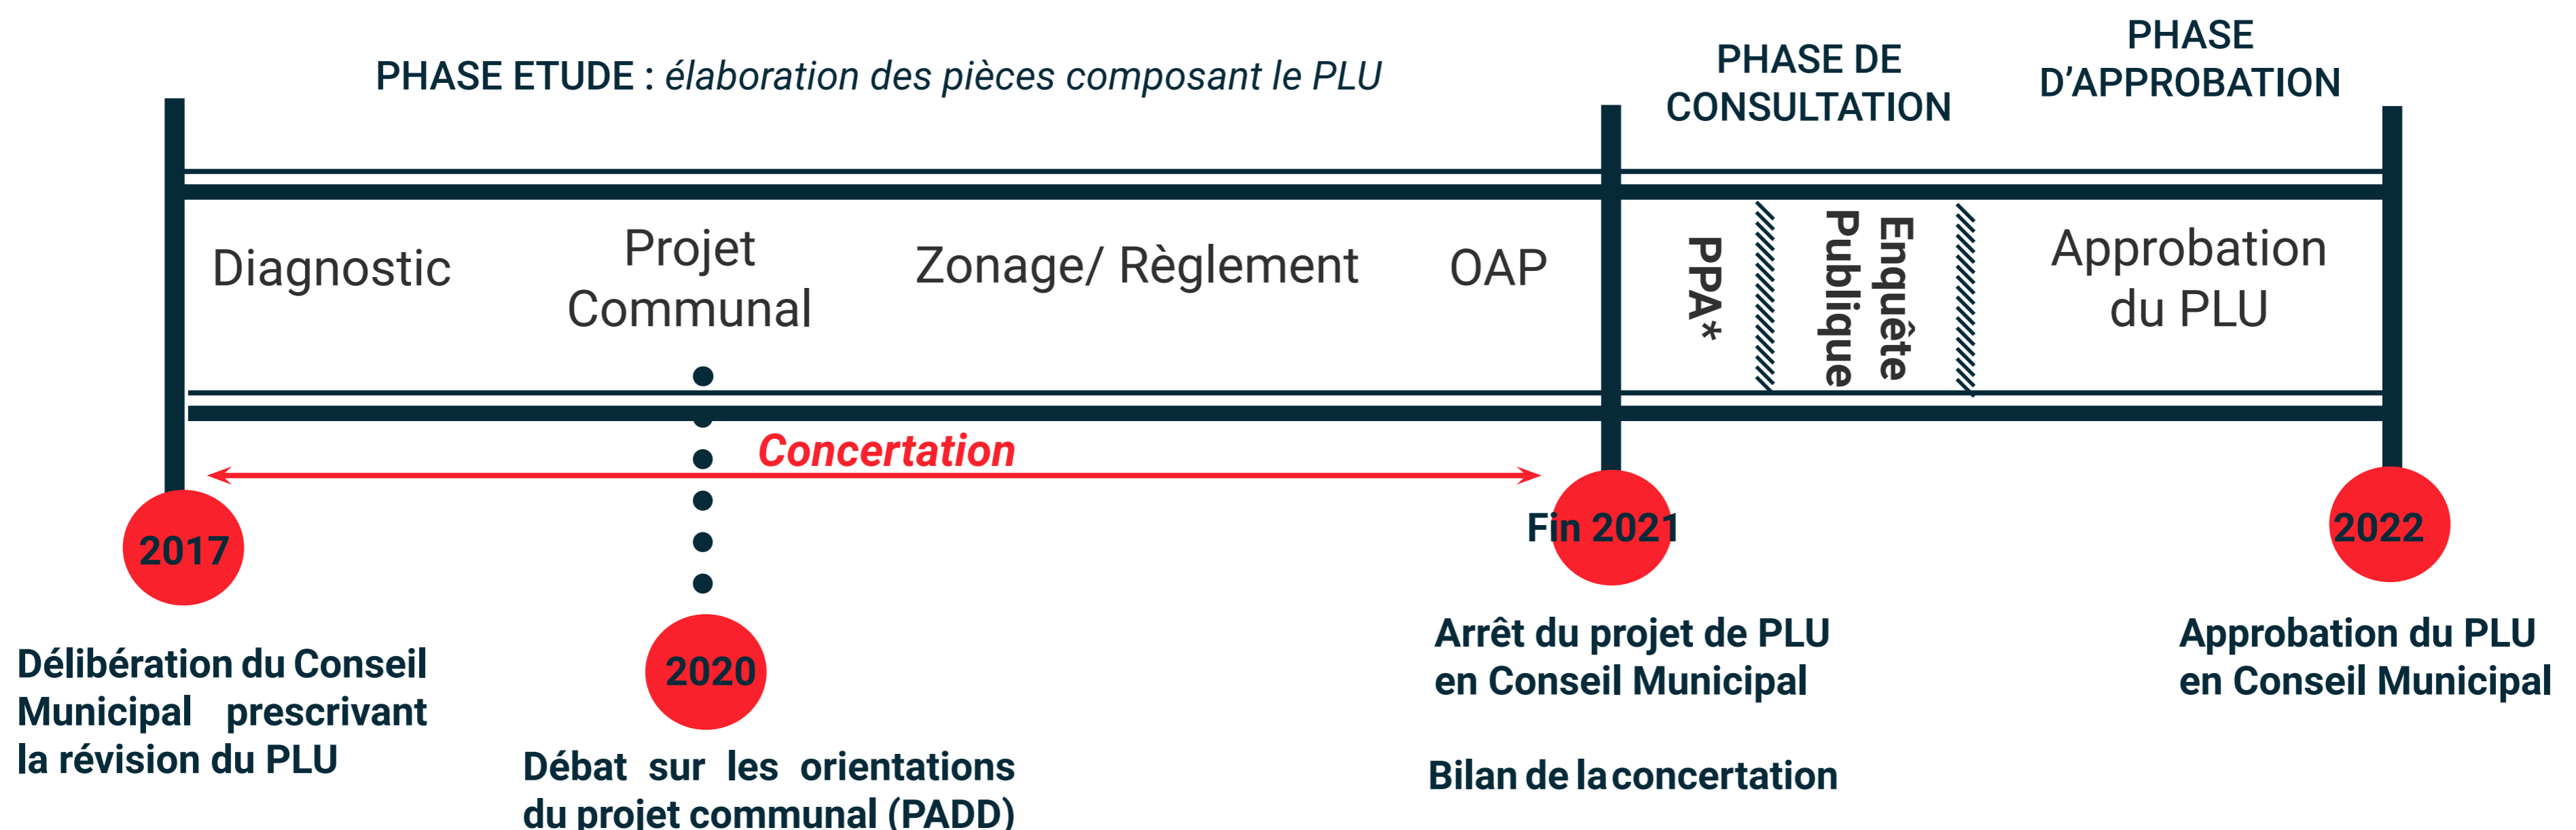 PHASE ETUDE : élaboration des pièces composant le PLU
PHASE DE
CONSULTATION
PHASE
D’APPROBATION
Diagnostic
Projet
Communal
Zonage/ Règlement
OAP
PPA*
Enquête
Publique
Approbation
du PLU
Concertation
2017
Délibération du Conseil
Municipal prescrivant
la révision du PLU
2020
Débat sur les orientations
du projet communal (PADD)
Fin 2021
Arrêt du projet de PLU
en Conseil Municipal
Bilan de la concertation
2022
Approbation du PLU
en Conseil Municipal